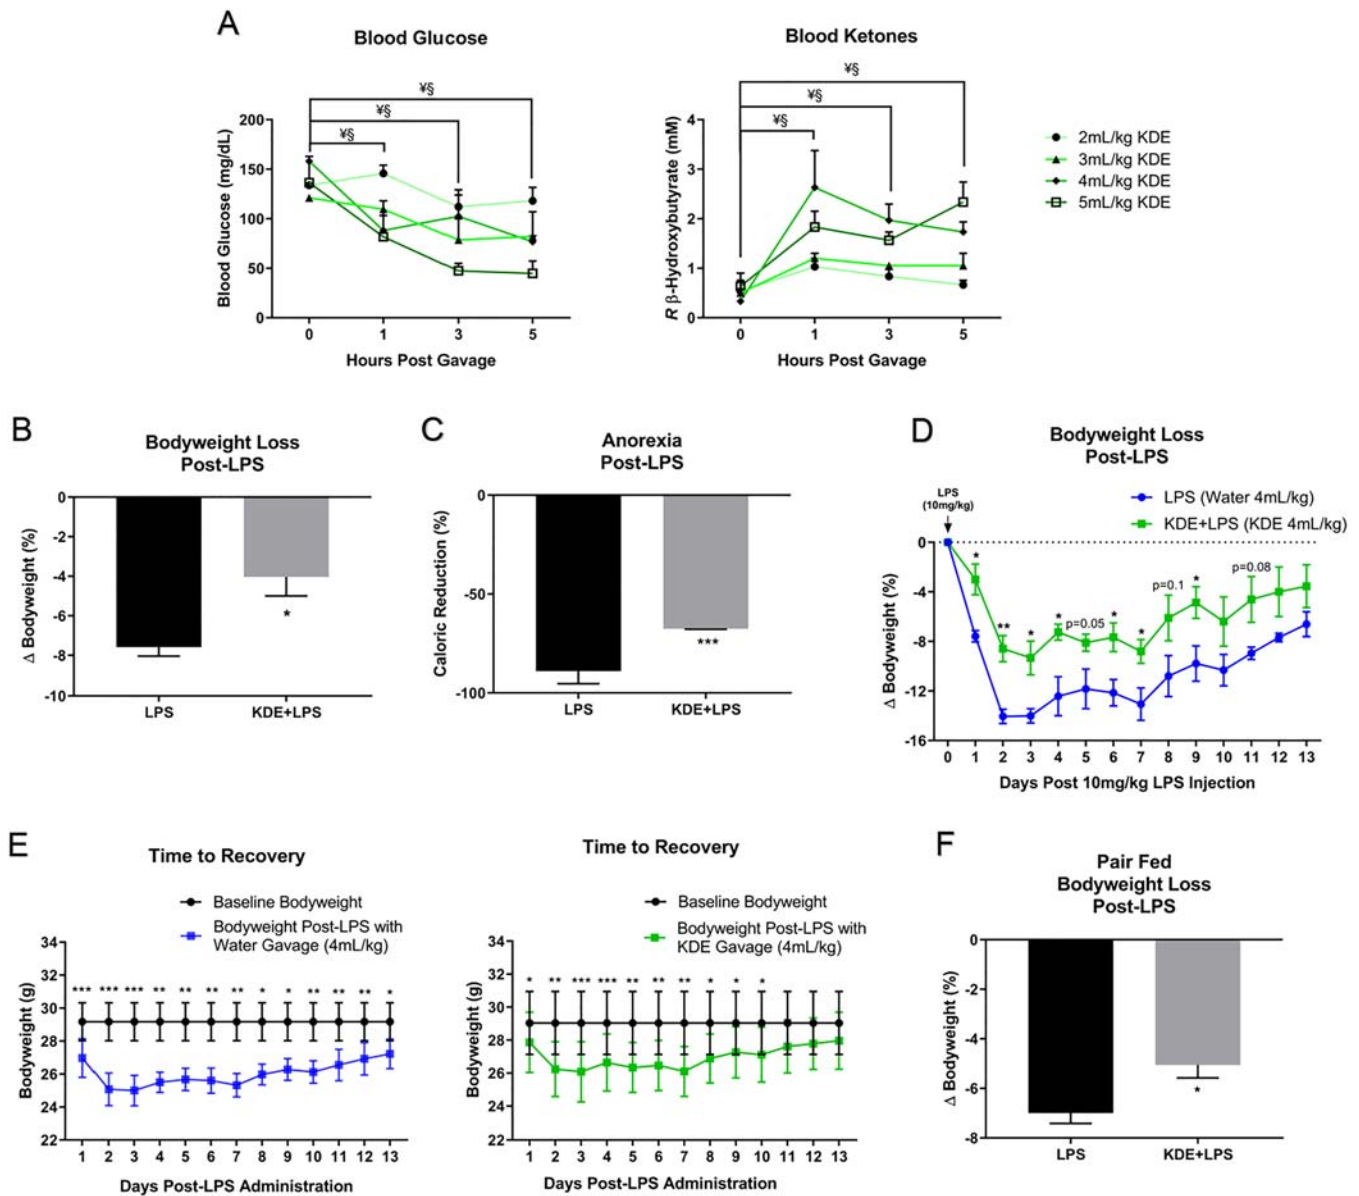 A
Blood Glucose
Blood Ketones
¥§
¥§
¥§
¥§
¥§
¥§
Blood Glucose (mg/dL)
200
150
100
50
0
0 1 3 5
Hours Post Gavage
R β-Hydroxybutyrate (mM)
4
3
2
1
0
0 1 3 5
Hours Post Gavage
2mL/kg KDE
3mL/kg KDE
4mL/kg KDE
5mL/kg KDE
B
Bodyweight Loss
Post-LPS
Δ Bodyweight (%)
0
-2
-4
-6
-8
-10
*
LPS KDE+LPS
C
Anorexia
Post-LPS
Caloric Reduction (%)
0
-50
-100
***
LPS KDE+LPS
D
Bodyweight Loss
Post-LPS
LPS
(10mg/kg)
LPS (Water 4mL/kg)
KDE+LPS (KDE 4mL/kg)
Δ Bodyweight (%)
0
-4
-8
-12
-16
* ** * * p=0.05 * * p=0.1 * p=0.08
0 1 2 3 4 5 6 7 8 9 10 11 12 13
Days Post 10mg/kg LPS Injection
E
Time to Recovery
Baseline Bodyweight
Bodyweight Post-LPS with
Water Gavage (4mL/kg)
Bodyweight (g)
34
32
30
28
26
24
22
*** *** *** ** ** ** ** * * ** ** ** *
1 2 3 4 5 6 7 8 9 10 11 12 13
Days Post-LPS Administration
Time to Recovery
Baseline Bodyweight
Bodyweight Post-LPS with
KDE Gavage (4mL/kg)
Bodyweight (g)
34
32
30
28
26
24
22
* ** *** *** ** ** ** * * *
1 2 3 4 5 6 7 8 9 10 11 12 13
Days Post-LPS Administration
F
Pair Fed
Bodyweight Loss
Post-LPS
Δ Bodyweight (%)
0
-2
-4
-6
-8
*
LPS KDE+LPS